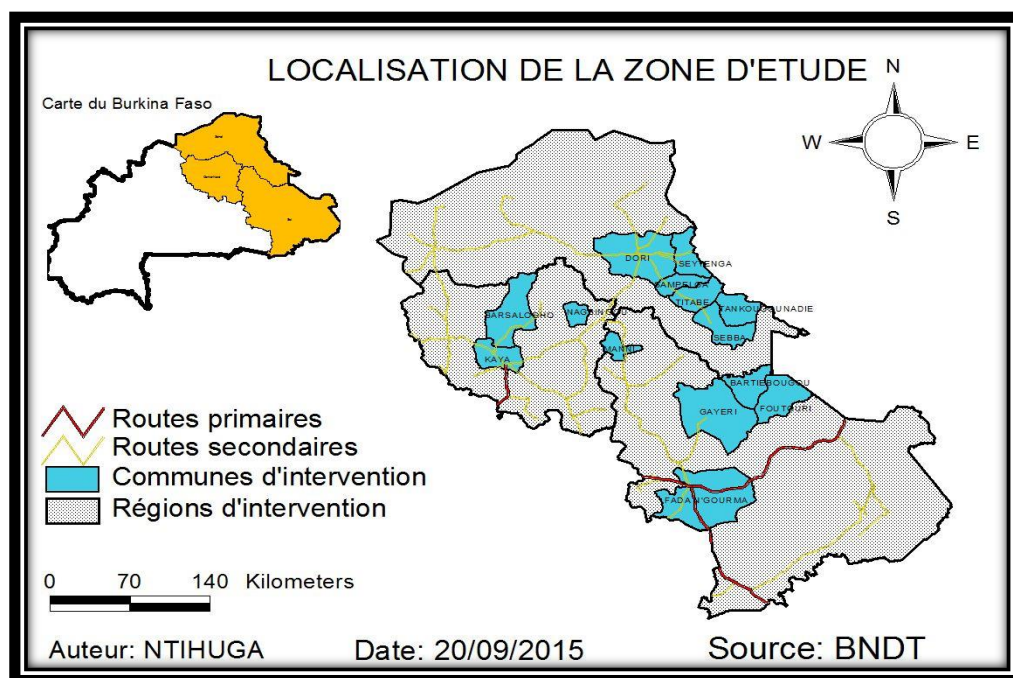 LOCALISATION DE LA ZONE D'ETUDE
N
W
E
S
Carte du Burkina Faso
DORI
SEYTENGA
SAMPELGA
TITABE
TANKOUGOUNADIE
SEBBA
BARSALOGHO
NAGBINGOU
KAYA
MANNI
BARTIEBOUGOU
GAYERI
FOUTOURI
FADA N'GOURMA
Routes primaires
Routes secondaires
Communes d'intervention
Régions d'intervention
0 70 140 Kilometers
Auteur: NTIHUGA
Date: 20/09/2015
Source: BNDT